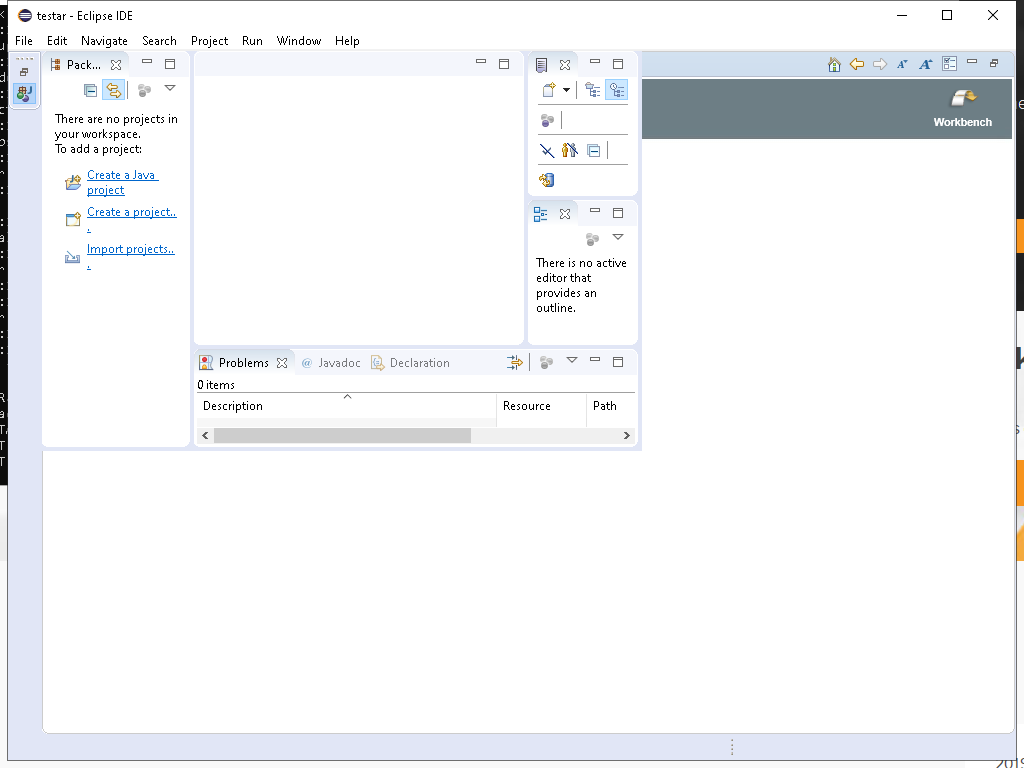 testar - Eclipse IDE
File Edit Navigate Search Project Run Window Help
Pack...
There are no projects in
your workspace.
To add a project:
Create a Java
project
Create a project..
.
Import projects..
.
Workbench
There is no active
editor that
provides an
outline.
Problems @ Javadoc Declaration
0 items
Description Resource Path